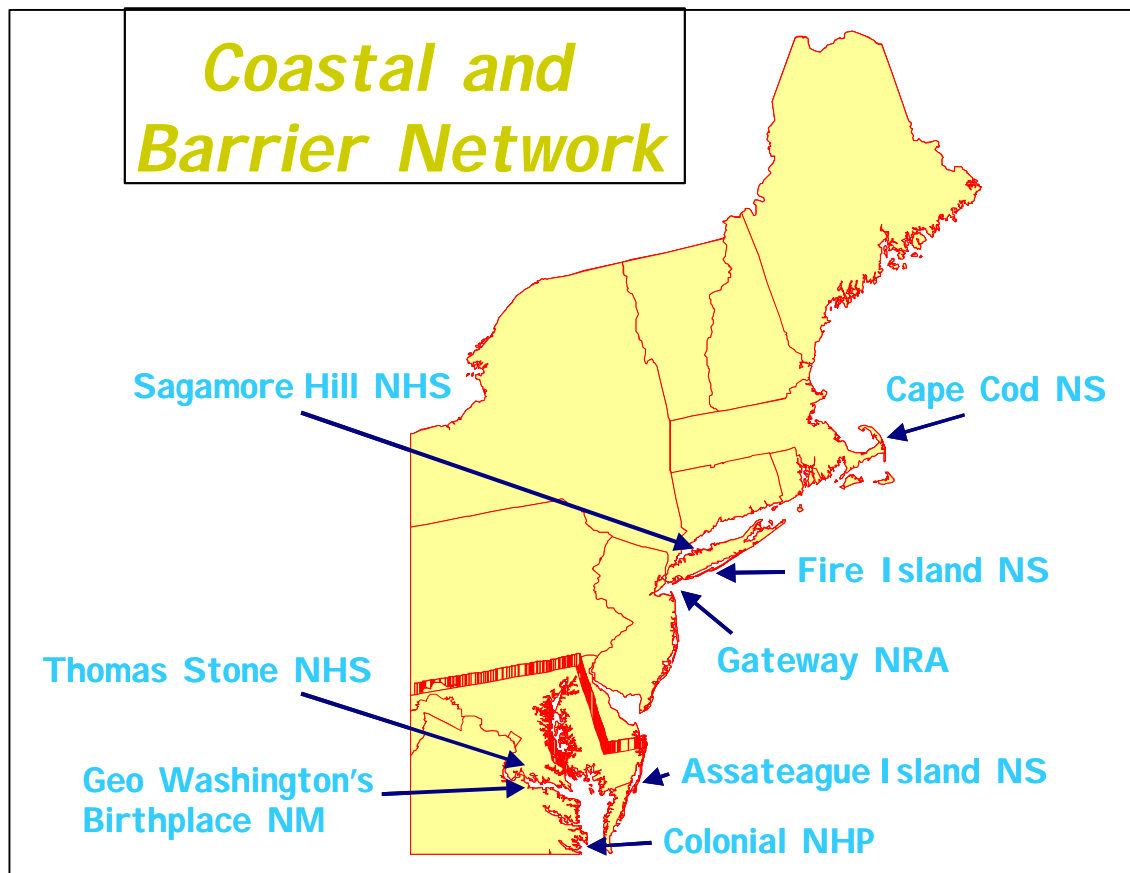 Coastal and
Barrier Network
Sagamore Hill NHS
Cape Cod NS
Fire Island NS
Gateway NRA
Thomas Stone NHS
Assateague Island NS
Geo Washington's
Birthplace NM
Colonial NHP